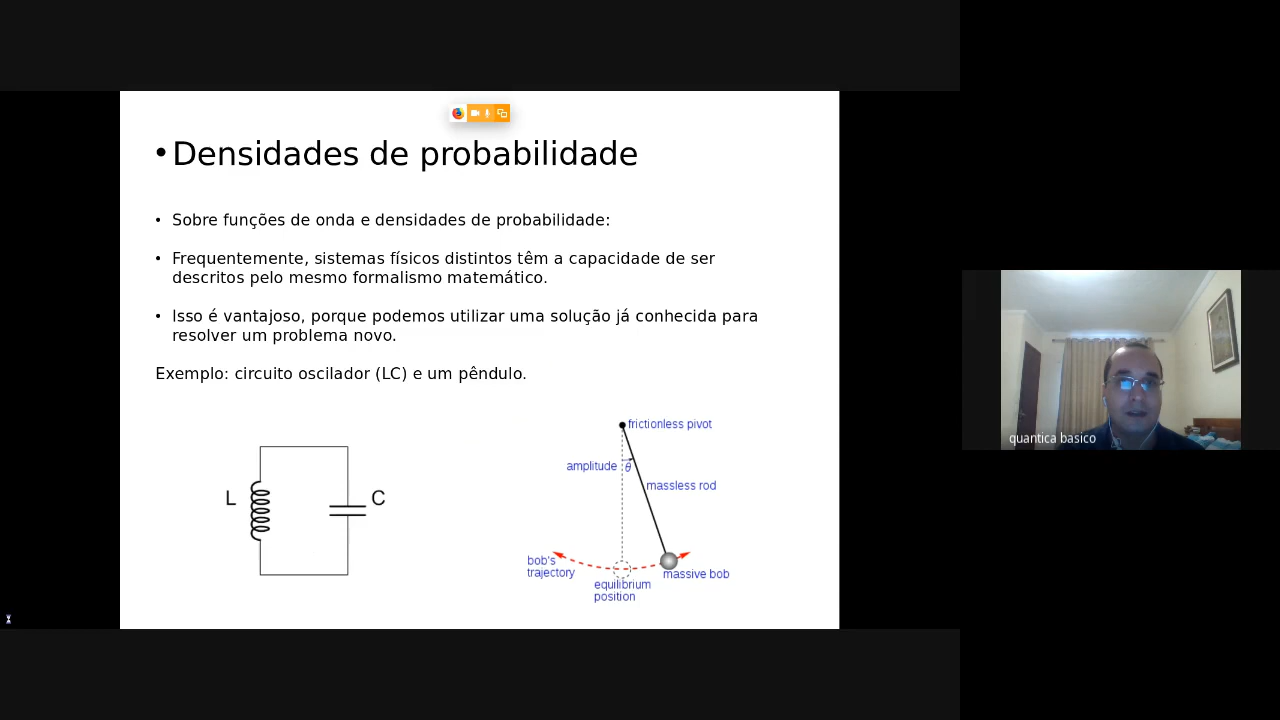 •Densidades de probabilidade
• Sobre funções de onda e densidades de probabilidade:
• Frequentemente, sistemas físicos distintos têm a capacidade de ser
descritos pelo mesmo formalismo matemático.
• Isso é vantajoso, porque podemos utilizar uma solução já conhecida para
resolver um problema novo.
Exemplo: circuito oscilador (LC) e um pêndulo.
L
C
frictionless pivot
amplitude
θ
massless rod
bob's
trajectory
massive bob
equilibrium
position
quantica basico